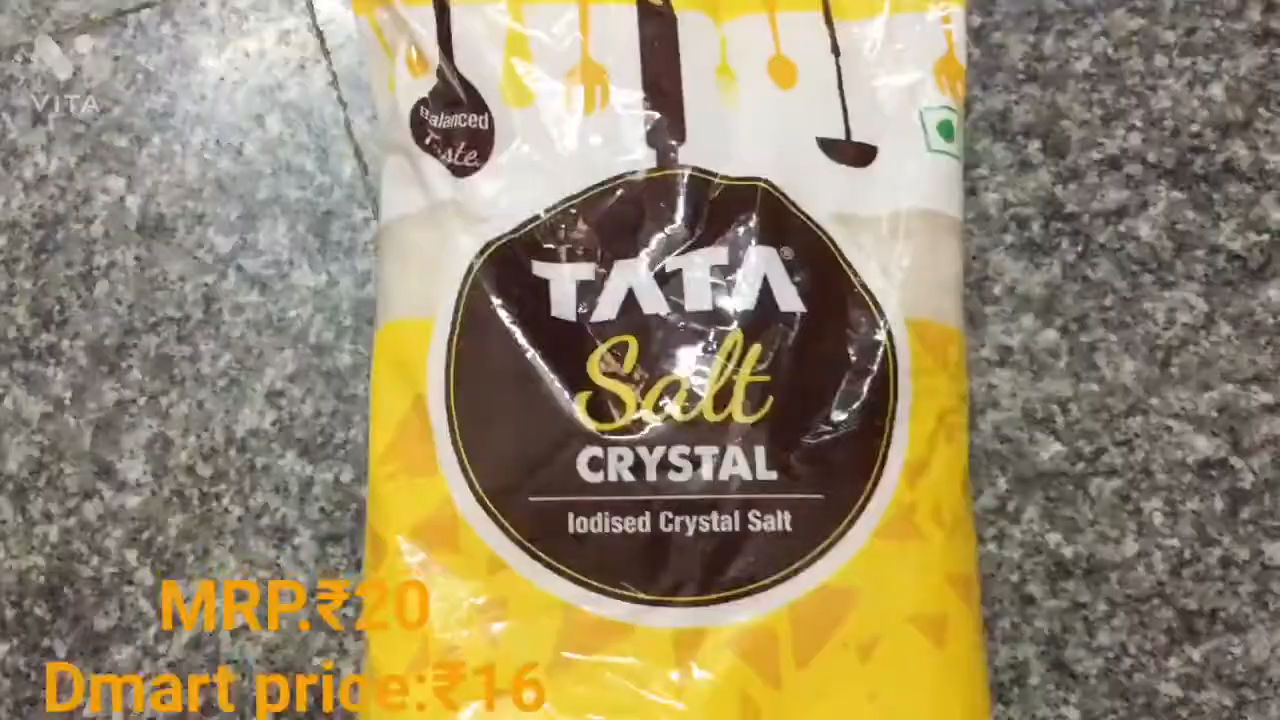 VITA
Balanced
Taste
TATA®
Salt
CRYSTAL
Iodised Crystal Salt
MRP.₹20
Dmart price:₹16